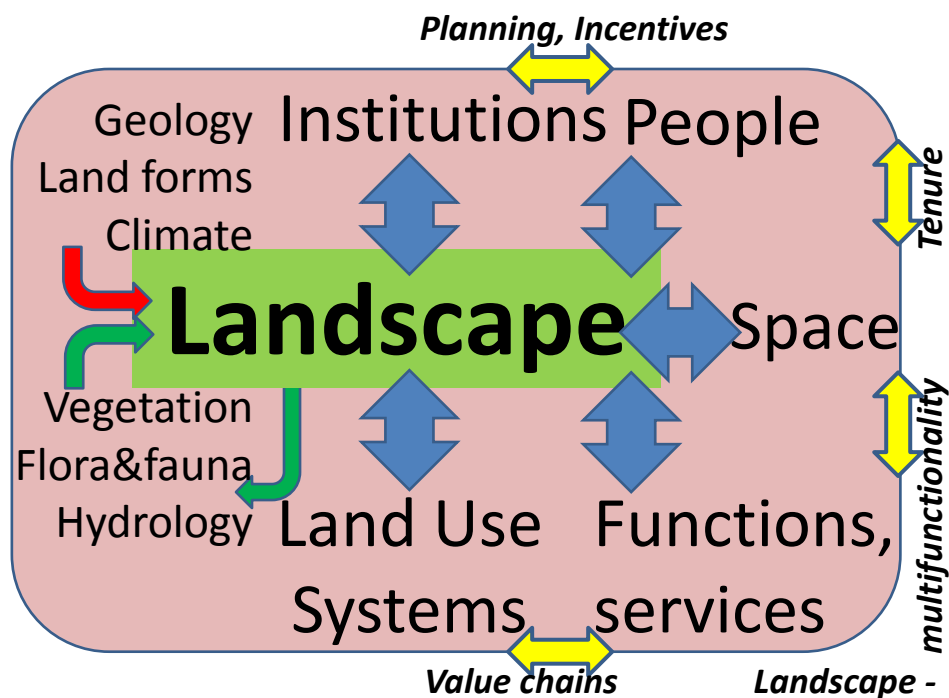 Planning, Incentives
Geology
Land forms
Climate
Institutions
People
Tenure
Landscape
Space
Vegetation
Flora&fauna
Hydrology
Land Use
Systems
Functions,
services
Value chains
Landscape -
multifunctionality